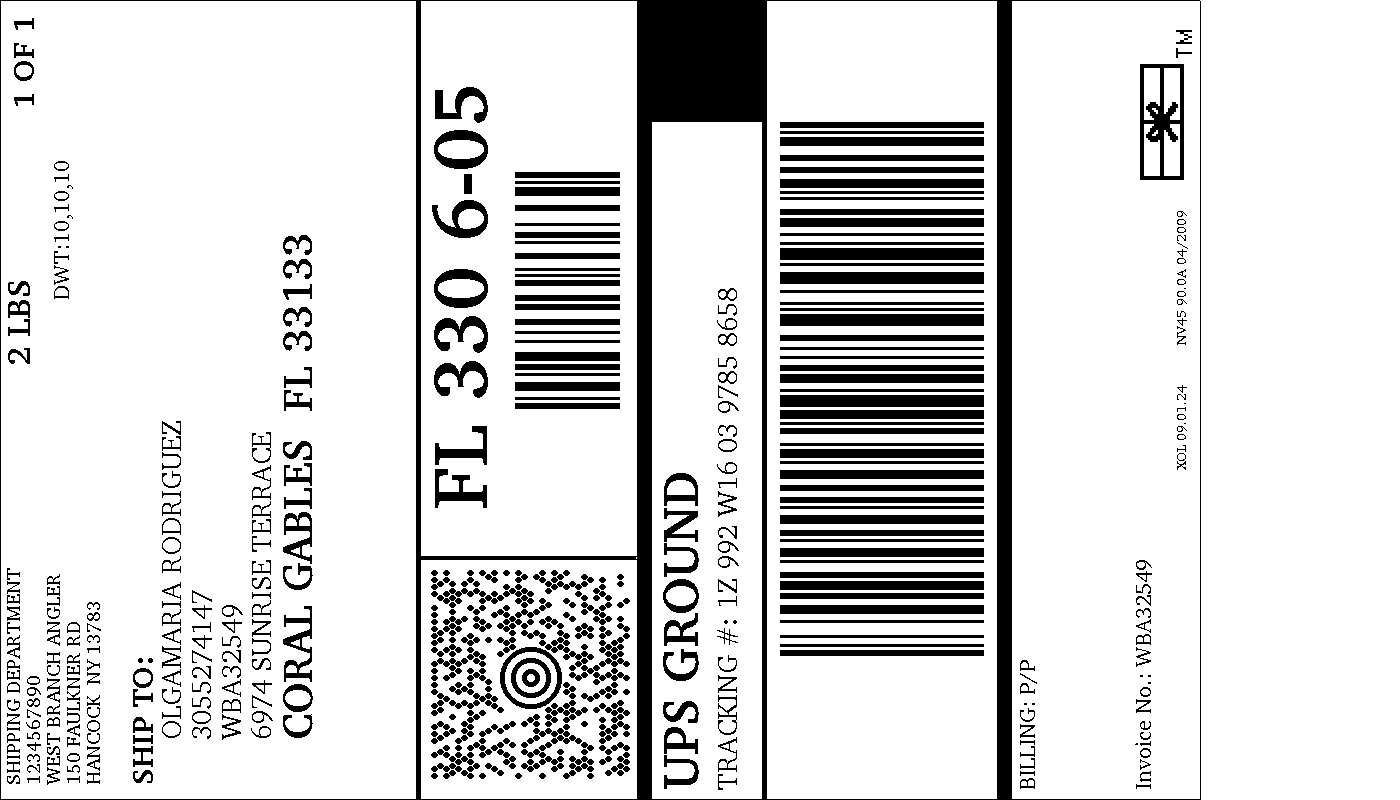 SHIPPING DEPARTMENT
1234567890
WEST BRANCH ANGLER
150 FAULKNER RD
HANCOCK NY 13783
2 LBS
1 OF 1
DWT:10,10,10
SHIP TO:
OLGAMARIA RODRIGUEZ
3055274147
WBA32549
6974 SUNRISE TERRACE
CORAL GABLES FL 33133
FL 330 6-05
UPS GROUND
TRACKING #: 1Z 992 W16 03 9785 8658
BILLING: P/P
Invoice No.: WBA32549
XOL 09.01.24 NV45 90.0A 04/2009
TM